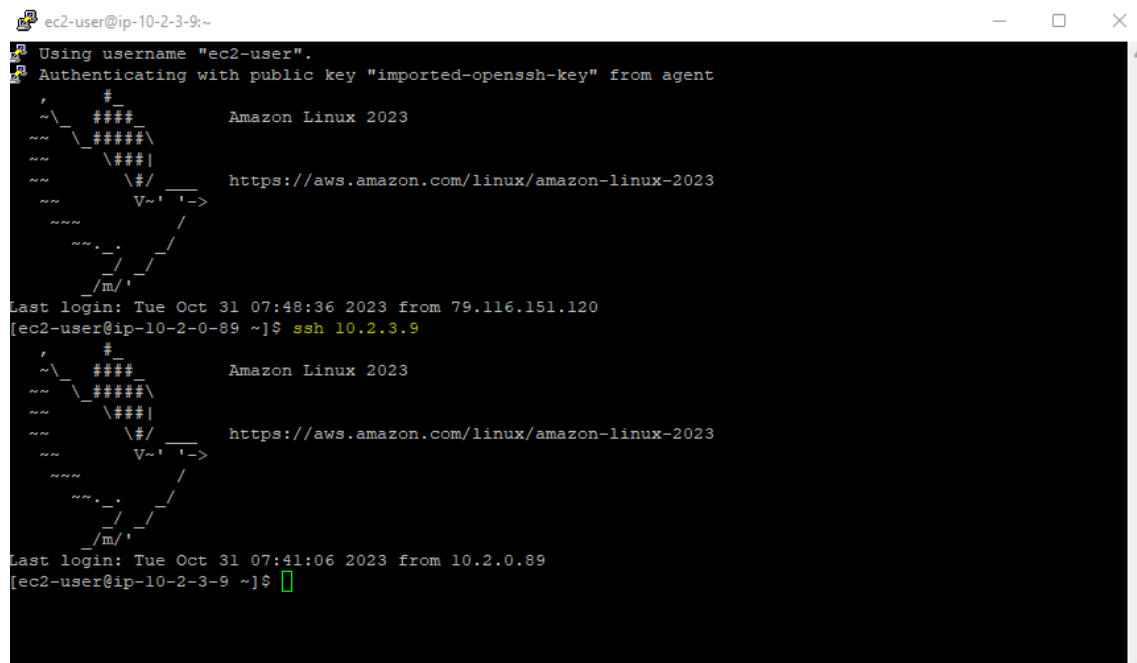 ec2-user@ip-10-2-3-9:~
Using username "ec2-user".
Authenticating with public key "imported-openssh-key" from agent
   ,     #_
   ~\_  ####_        Amazon Linux 2023
  ~~  \_#####\
  ~~     \###|
  ~~       \#/ ___   https://aws.amazon.com/linux/amazon-linux-2023
   ~~       V~' '->
    ~~~         /
      ~~._.   _/
         _/ _/
       _/m/'
Last login: Tue Oct 31 07:48:36 2023 from 79.116.151.120
[ec2-user@ip-10-2-0-89 ~]$ ssh 10.2.3.9
   ,     #_
   ~\_  ####_        Amazon Linux 2023
  ~~  \_#####\
  ~~     \###|
  ~~       \#/ ___   https://aws.amazon.com/linux/amazon-linux-2023
   ~~       V~' '->
    ~~~         /
      ~~._.   _/
         _/ _/
       _/m/'
Last login: Tue Oct 31 07:41:06 2023 from 10.2.0.89
[ec2-user@ip-10-2-3-9 ~]$